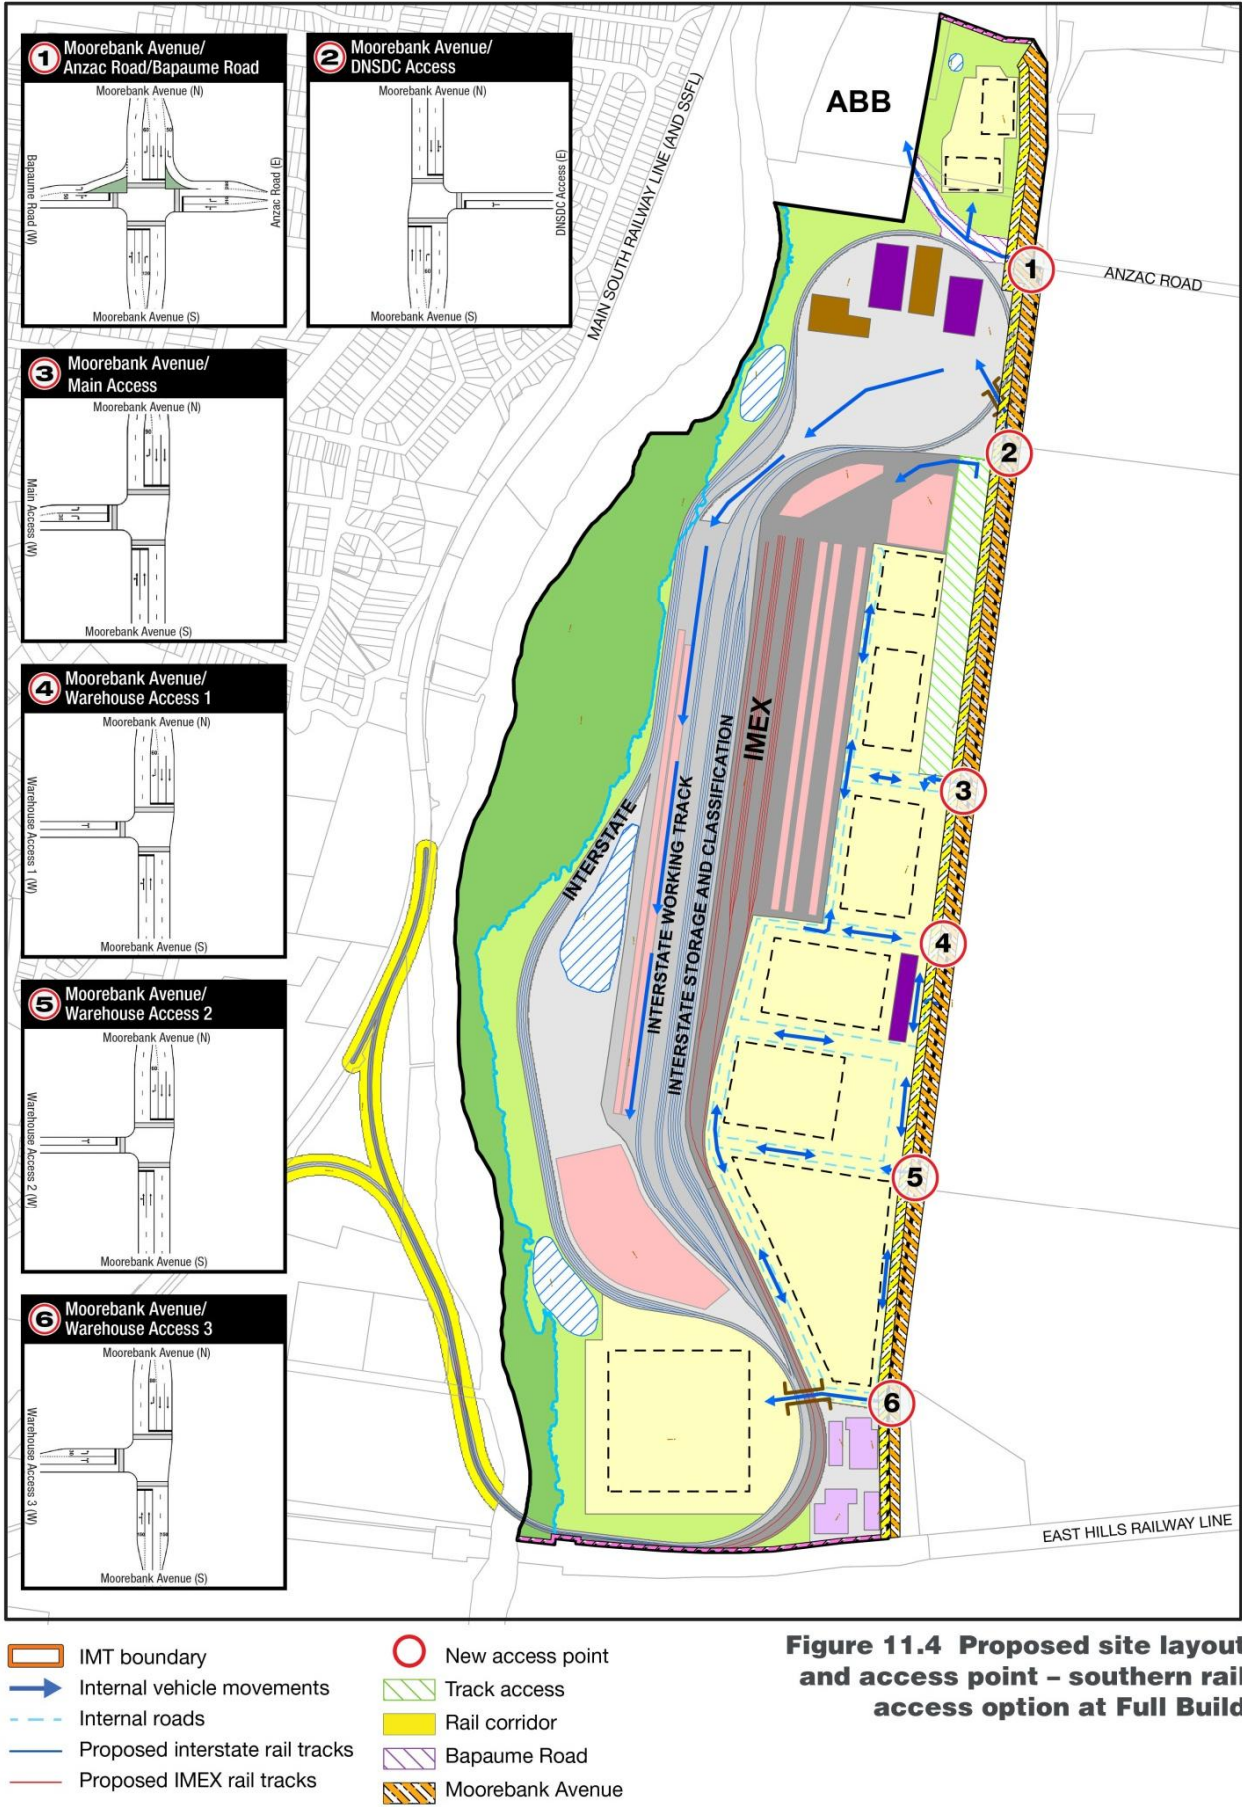 1
Moorebank Avenue/
Anzac Road/Bapaume Road
Moorebank Avenue (N)
Bapaume Road (W)
Anzac Road (E)
Moorebank Avenue (S)
2
Moorebank Avenue/
DNSDC Access
Moorebank Avenue (N)
DNSDC Access (E)
Moorebank Avenue (S)
3
Moorebank Avenue/
Main Access
Moorebank Avenue (N)
Main Access (W)
Moorebank Avenue (S)
4
Moorebank Avenue/
Warehouse Access 1
Moorebank Avenue (N)
Warehouse Access 1 (W)
Moorebank Avenue (S)
5
Moorebank Avenue/
Warehouse Access 2
Moorebank Avenue (N)
Warehouse Access 2 (W)
Moorebank Avenue (S)
6
Moorebank Avenue/
Warehouse Access 3
Moorebank Avenue (N)
Warehouse Access 3 (W)
Moorebank Avenue (S)
MAIN SOUTH RAILWAY LINE (AND SSFL)
ABB
1
ANZAC ROAD
2
IMEX
INTERSTATE
INTERSTATE WORKING TRACK
INTERSTATE STORAGE AND CLASSIFICATION
3
4
5
6
EAST HILLS RAILWAY LINE
IMT boundary
Internal vehicle movements
Internal roads
Proposed interstate rail tracks
Proposed IMEX rail tracks
New access point
Track access
Rail corridor
Bapaume Road
Moorebank Avenue
Figure 11.4 Proposed site layout
and access point – southern rail
access option at Full Build